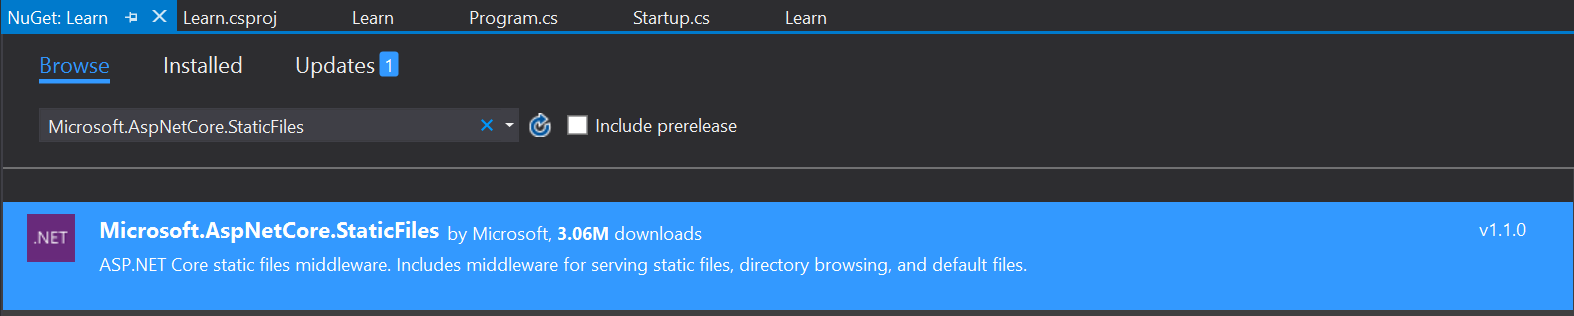 NuGet: Learn Learn.csproj Learn Program.cs Startup.cs Learn
Browse Installed Updates 1
Microsoft.AspNetCore.StaticFiles Include prerelease
.NET Microsoft.AspNetCore.StaticFiles by Microsoft, 3.06M downloads v1.1.0
ASP.NET Core static files middleware. Includes middleware for serving static files, directory browsing, and default files.